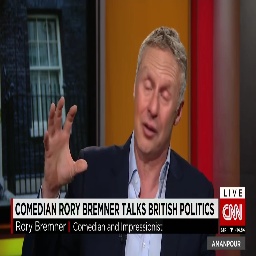 LIVE
COMEDIAN RORY BREMNER TALKS BRITISH POLITICS
CNN
Rory Bremner | Comedian and Impressionist
AMANPOUR